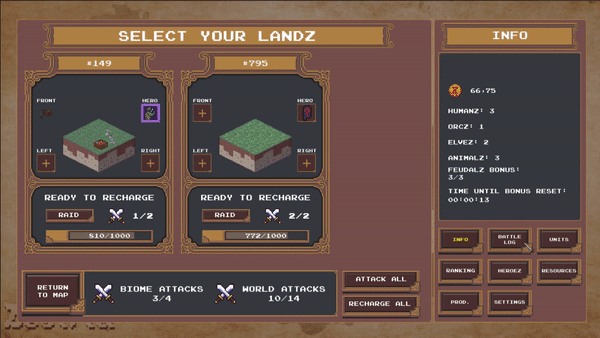 SELECT YOUR LANDZ
INFO
#149
#795
66:75
FRONT
HERO
FRONT
HERO
HUMANZ: 3
ORCZ: 1
ELVEZ: 2
LEFT
RIGHT
LEFT
RIGHT
ANIMALZ: 3
FEUDALZ BONUS:
3/3
TIME UNTIL BONUS RESET:
00:00:13
READY TO RECHARGE
READY TO RECHARGE
RAID
1/2
RAID
2/2
810/1000
772/1000
INFO
BATTLE
LOG
UNITS
RANKING
HEROEZ
RESOURCES
PROD.
SETTINGS
RETURN
TO MAP
BIOME ATTACKS
3/4
WORLD ATTACKS
10/14
ATTACK ALL
RECHARGE ALL